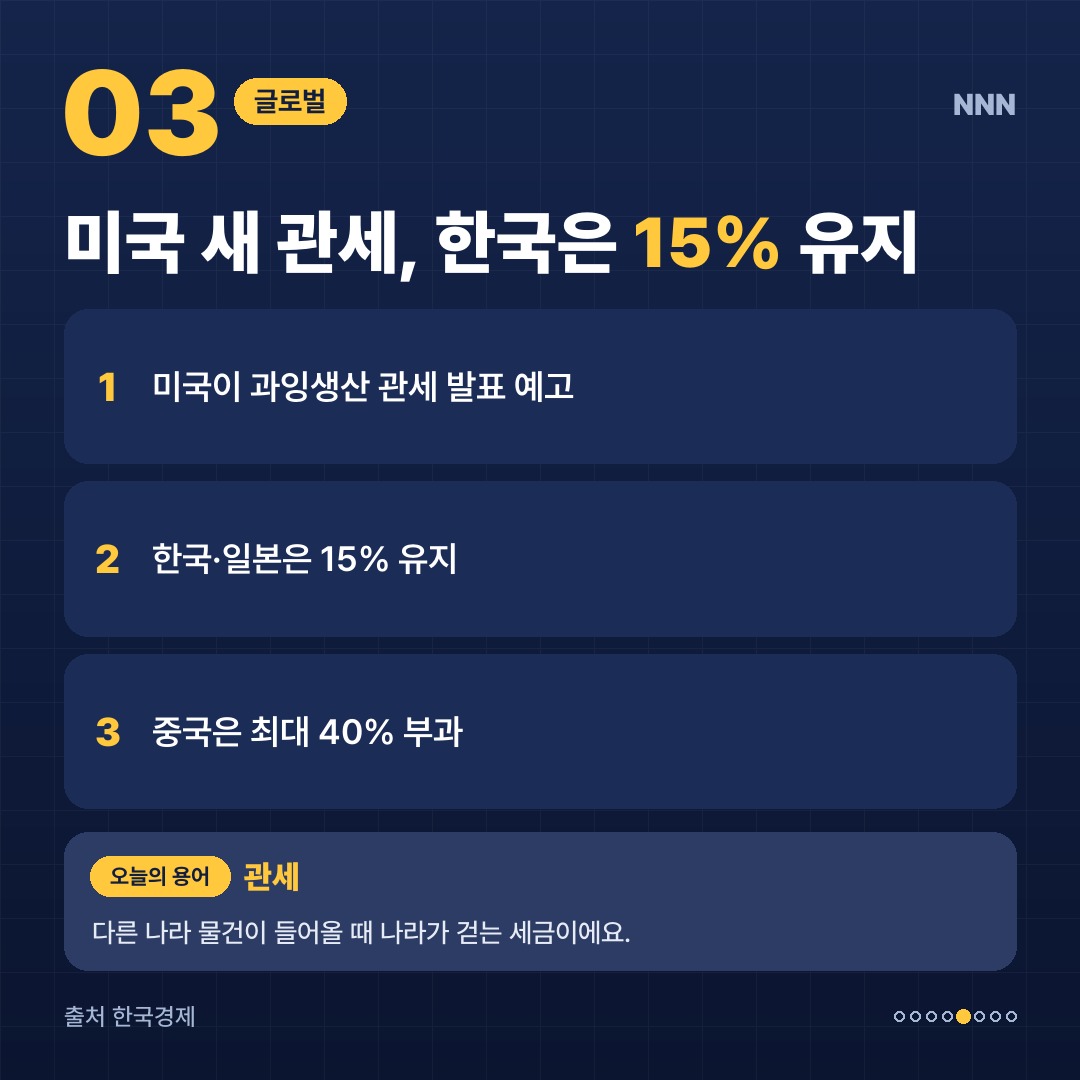 03 글로벌
NNN
미국 새 관세, 한국은 15% 유지
1 미국이 과잉생산 관세 발표 예고
2 한국·일본은 15% 유지
3 중국은 최대 40% 부과
오늘의 용어 관세
다른 나라 물건이 들어올 때 나라가 걷는 세금이에요.
출처 한국경제